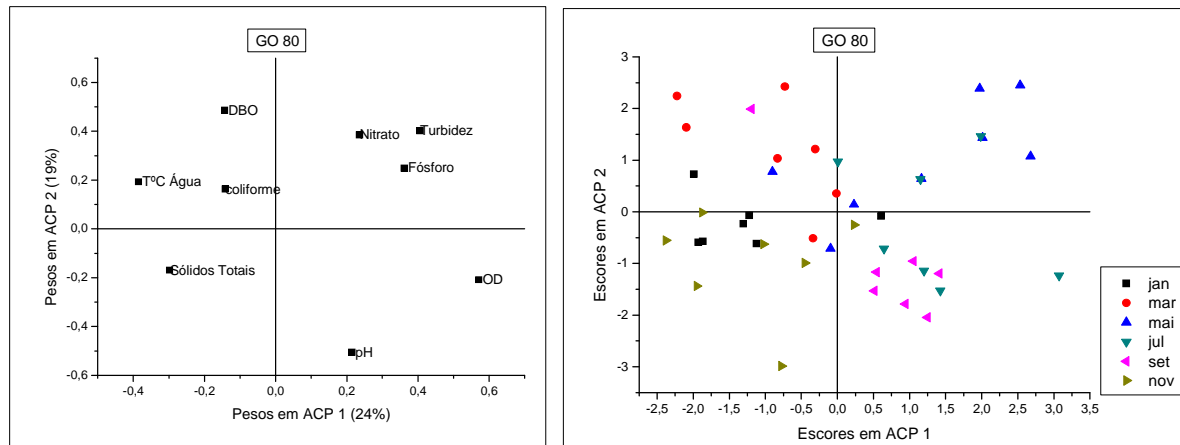 GO 80
0,6
0,4
0,2
0,0
-0,2
-0,4
-0,6
Pesos em ACP 2 (19%)
DBO
Nitrato
Turbidez
Fósforo
TºC Água
coliforme
Sólidos Totais
OD
pH
-0,4
-0,2
0,0
0,2
0,4
0,6
Pesos em ACP 1 (24%)
GO 80
3
2
1
0
-1
-2
-3
Escores em ACP 2
-2,5
-2,0
-1,5
-1,0
-0,5
0,0
0,5
1,0
1,5
2,0
2,5
3,0
3,5
Escores em ACP 1
jan
mar
mai
jul
set
nov